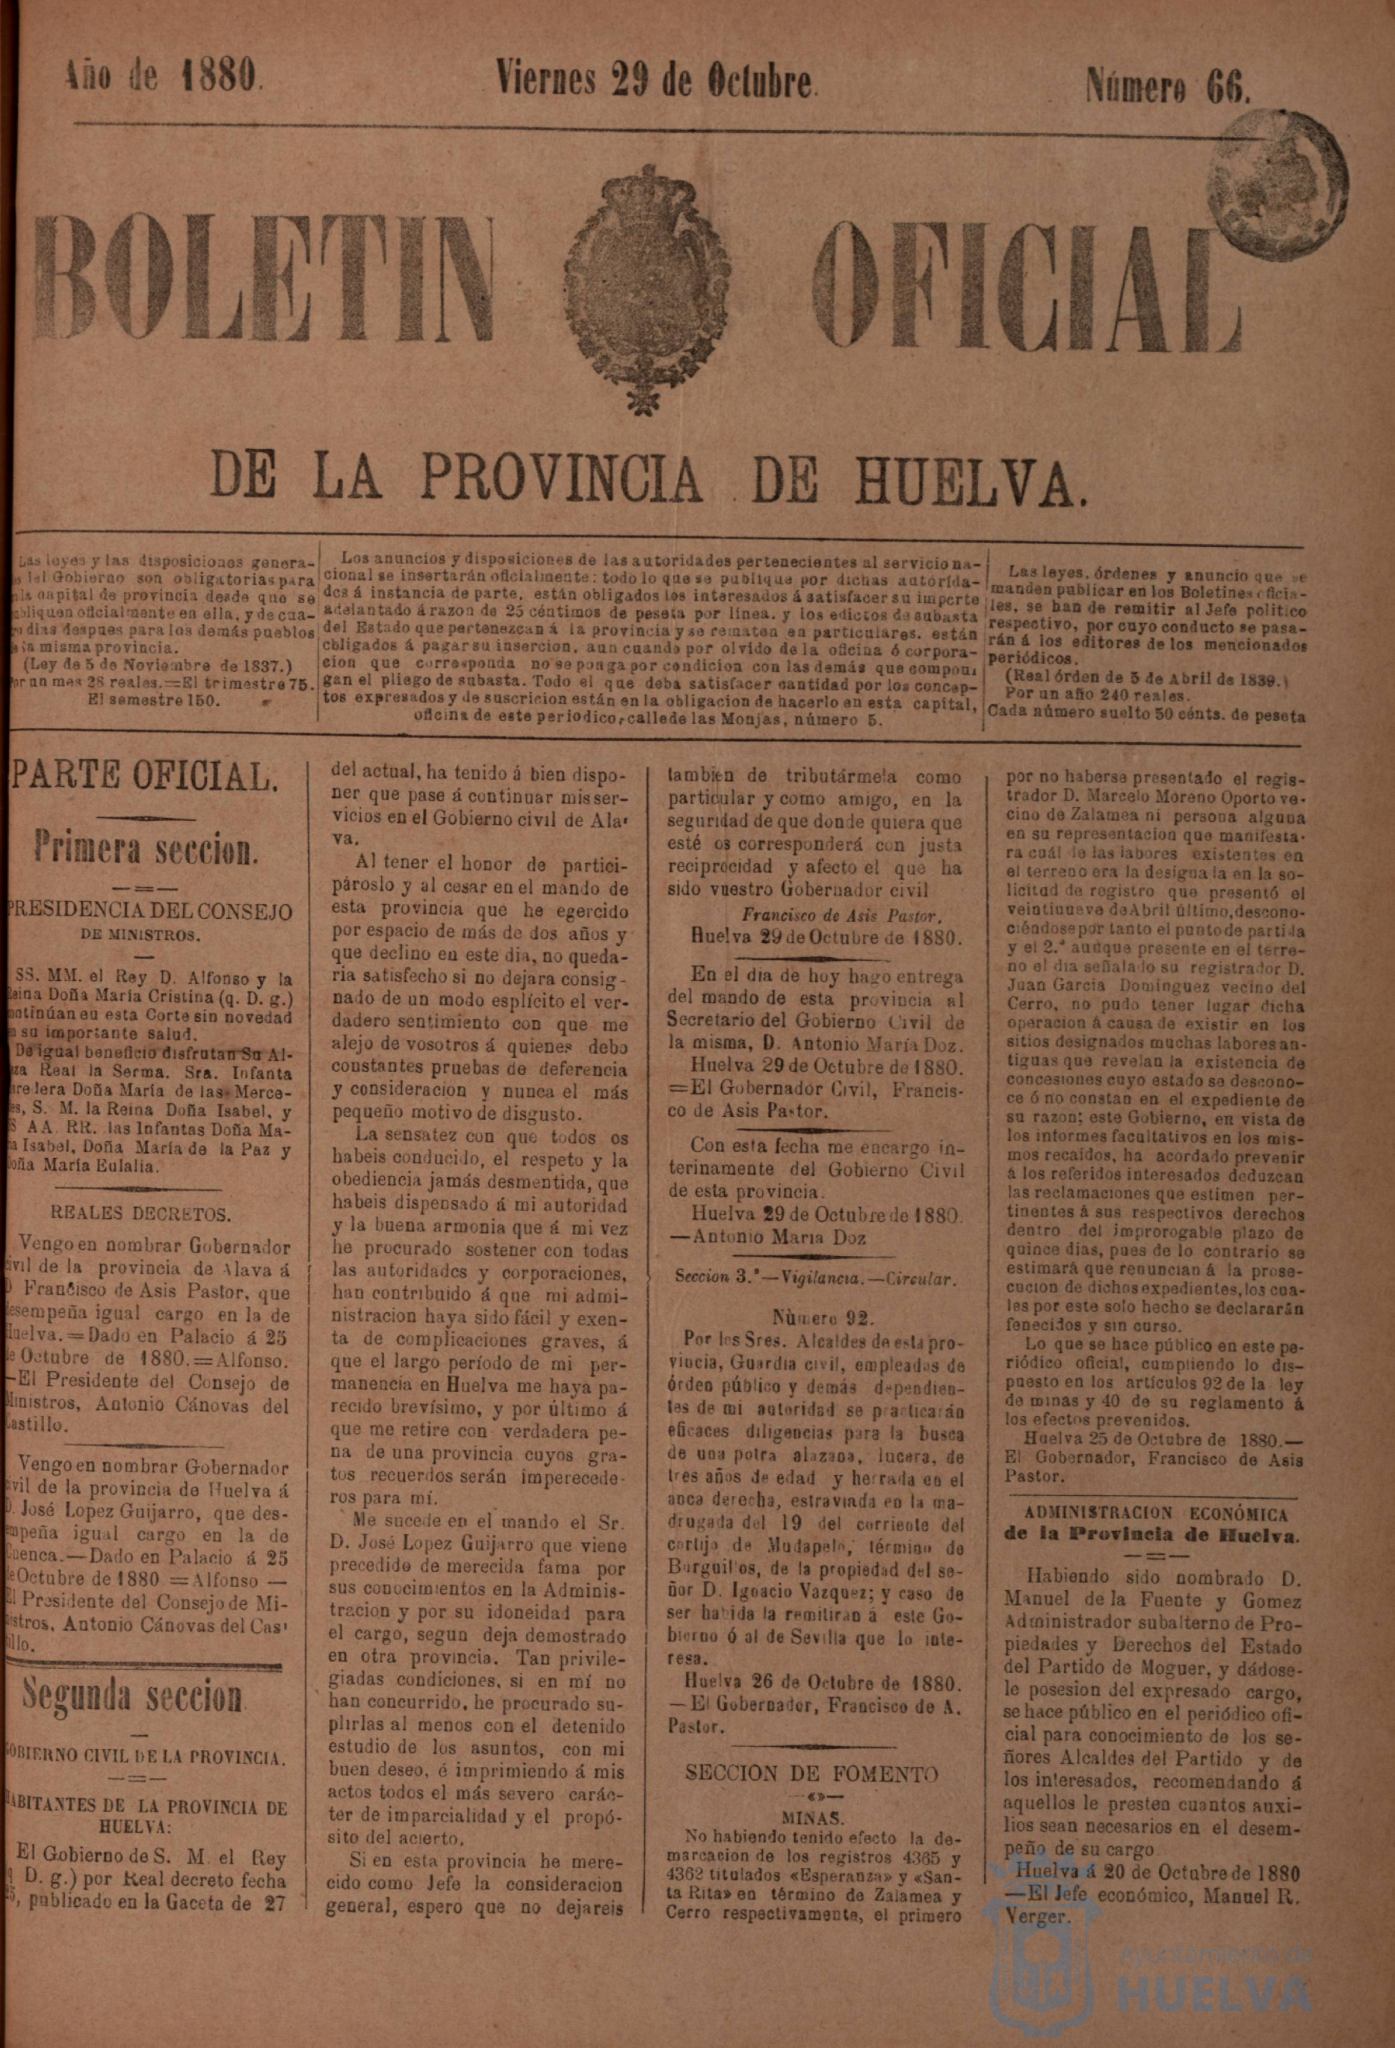 Año de 1880.
Viernes 29 de Octubre.
Número 66.
BOLETIN OFICIAL
DE LA PROVINCIA DE HUELVA.
Las leyes y las disposiciones genera-
del Gobierno son obligatorias para
capital de provincia desde que se
publiquen oficialmente en ella, y de cua-
dias despues para los demás pueblos
la misma provincia.
(Ley de 5 de Noviembre de 1837.)
Por un mes 28 reales.=El trimestre 75.
El semestre 150.
Los anuncios y disposiciones de las autoridades pertenecientes al servicio na-
cional se insertarán oficialmente: todo lo que se publique por dichas autorida-
des á instancia de parte, están obligados los interesados á satisfacer su importe
adelantado á razon de 25 céntimos de peseta por línea. y los edictos de subasta
del Estado que pertenezcan á la provincia y se rematen en particulares. están
obligados á pagar su insercion, aun cuando por olvido de la oficina ó corpora-
cion que corresponda no se ponga por condicion con las demás que compon,
gan el pliego de subasta. Todo el que deba satisfacer cantidad por los concep-
tos expresados y de suscricion están en la obligacion de hacerlo en esta capital,
oficina de este periodico, calle de las Monjas, número 5.
Las leyes, órdenes y anuncio que se
manden publicar en los Boletines oficia-
les, se han de remitir al Jefe politico
respectivo, por cuyo conducto se pasa-
rán á los editores de los mencionados
periódicos.
(Real órden de 5 de Abril de 1839.)
Por un año 240 reales.
Cada número suelto 50 cénts. de peseta
PARTE OFICIAL.
Primera seccion.
PRESIDENCIA DEL CONSEJO
DE MINISTROS.
SS. MM. el Rey D. Alfonso y la
Reina Doña María Cristina (q. D. g.)
continúan en esta Corte sin novedad
en su importante salud.
De igual beneficio disfrutan Su Al-
teza Real la Serma. Sra. Infanta
heredera Doña María de las Merce-
des, S. M. la Reina Doña Isabel, y
SS AA. RR. las Infantas Doña Ma-
ría Isabel, Doña María de la Paz y
Doña María Eulalia.
REALES DECRETOS.
Vengo en nombrar Gobernador
civil de la provincia de Alava á
D Francisco de Asis Pastor, que
desempeña igual cargo en la de
Huelva.=Dado en Palacio á 25
de Octubre de 1880.=Alfonso.
—El Presidente del Consejo de
Ministros, Antonio Cánovas del
Castillo.
Vengo en nombrar Gobernador
civil de la provincia de Huelva á
D. José Lopez Guijarro, que des-
empeña igual cargo en la de
Cuenca.—Dado en Palacio á 25
de Octubre de 1880 =Alfonso —
El Presidente del Consejo de Mi-
nistros, Antonio Cánovas del Cas-
tillo.
Segunda seccion
GOBIERNO CIVIL DE LA PROVINCIA.
HABITANTES DE LA PROVINCIA DE
HUELVA:
El Gobierno de S. M. el Rey
(q D. g.) por Real decreto fecha
25, publicado en la Gaceta de 27
del actual, ha tenido á bien dispo-
ner que pase á continuar mis ser-
vicios en el Gobierno civil de Ala-
va.
Al tener el honor de partici-
pároslo y al cesar en el mando de
esta provincia que he egercido
por espacio de más de dos años y
que declino en este dia, no queda-
ria satisfecho si no dejara consig-
nado de un modo esplícito el ver-
dadero sentimiento con que me
alejo de vosotros á quienes debo
constantes pruebas de deferencia
y consideracion y nunca el más
pequeño motivo de disgusto.
La sensatez con que todos os
habeis conducido, el respeto y la
obediencia jamás desmentida, que
habeis dispensado á mi autoridad
y la buena armonia que á mi vez
he procurado sostener con todas
las autoridades y corporaciones,
han contribuido á que mi admi-
nistracion haya sido fácil y exen-
ta de complicaciones graves, á
que el largo período de mi per-
manencia en Huelva me haya pa-
recido brevísimo, y por último á
que me retire con verdadera pe-
na de una provincia cuyos gra-
tos recuerdos serán imperecede-
ros para mí.
Me sucede en el mando el Sr.
D. José Lopez Guijarro que viene
precedido de merecida fama por
sus conocimientos en la Adminis-
tracion y por su idoneidad para
el cargo, segun deja demostrado
en otra provincia. Tan privile-
giadas condiciones, si en mí no
han concurrido, he procurado su-
plirlas al menos con el detenido
estudio de los asuntos, con mi
buen deseo, é imprimiendo á mis
actos todos el más severo carác-
ter de imparcialidad y el propó-
sito del acierto.
Si en esta provincia he mere-
cido como Jefe la consideracion
general, espero que no dejareis
tambien de tributármela como
particular y como amigo, en la
seguridad de que donde quiera que
esté os corresponderá con justa
reciprocidad y afecto el que ha
sido vuestro Gobernador civil
Francisco de Asis Pastor.
Huelva 29 de Octubre de 1880.
En el dia de hoy hago entrega
del mando de esta provincia al
Secretario del Gobierno Civil de
la misma, D. Antonio María Doz.
Huelva 29 de Octubre de 1880.
=El Gobernador Civil, Francis-
co de Asis Pastor.
Con esta fecha me encargo in-
terinamente del Gobierno Civil
de esta provincia.
Huelva 29 de Octubre de 1880.
—Antonio Maria Doz
Seccion 3.ª—Vigilancia.—Circular.
Nùmero 92.
Por los Sres. Alcaldes de esta pro-
vincia, Guardia civil, empleados de
órden público y demás dependien-
tes de mi autoridad se practicarán
eficaces diligencias para la busca
de una potra alazana, lucera, de
tres años de edad y herrada en el
anca derecha, estraviada en la ma-
drugada del 19 del corriente del
cortijo de Mudapelo, término de
Burguillos, de la propiedad del se-
ñor D. Ignacio Vazquez; y caso de
ser habida la remitirán á este Go-
bierno ó al de Sevilla que lo inte-
resa.
Huelva 26 de Octubre de 1880.
—El Gobernador, Francisco de A.
Pastor.
SECCION DE FOMENTO
MINAS.
No habiendo tenido efecto la de-
marcacion de los registros 4365 y
4362 titulados «Esperanza» y «San-
ta Rita» en término de Zalamea y
Cerro respectivamente, el primero
por no haberse presentado el regis-
trador D. Marcelo Moreno Oporto ve-
cino de Zalamea ni persona alguna
en su representacion que manifesta-
ra cuál de las labores existentes en
el terreno era la designada en la so-
licitud de registro que presentó el
veintinueve de Abril último, descono-
ciéndose por tanto el punto de partida
y el 2.º aunque presente en el terre-
no el dia señalado su registrador D.
Juan Garcia Dominguez vecino del
Cerro, no pudo tener lugar dicha
operacion á causa de existir en los
sitios designados muchas labores an-
tiguas que revelan la existencia de
concesiones cuyo estado se descono-
ce ó no constan en el expediente de
su razon; este Gobierno, en vista de
los informes facultativos en los mis-
mos recaidos, ha acordado prevenir
á los referidos interesados deduzcan
las reclamaciones que estimen per-
tinentes á sus respectivos derechos
dentro del improrogable plazo de
quince dias, pues de lo contrario se
estimará que renuncian á la prose-
cucion de dichos expedientes, los cua-
les por este solo hecho se declararán
fenecidos y sin curso.
Lo que se hace público en este pe-
riódico oficial, cumpliendo lo dis-
puesto en los artículos 92 de la ley
de minas y 40 de su reglamento á
los efectos prevenidos.
Huelva 25 de Octubre de 1880.—
El Gobernador, Francisco de Asis
Pastor.
ADMINISTRACION ECONÓMICA
de la Provincia de Huelva.
Habiendo sido nombrado D.
Manuel de la Fuente y Gomez
Administrador subalterno de Pro-
piedades y Derechos del Estado
del Partido de Moguer, y dádose-
le posesion del expresado cargo,
se hace público en el periódico ofi-
cial para conocimiento de los se-
ñores Alcaldes del Partido y de
los interesados, recomendando á
aquellos le presten cuantos auxi-
lios sean necesarios en el desem-
peño de su cargo
Huelva á 20 de Octubre de 1880
—El Jefe económico, Manuel R.
Verger.
Ayuntamiento de
HUELVA